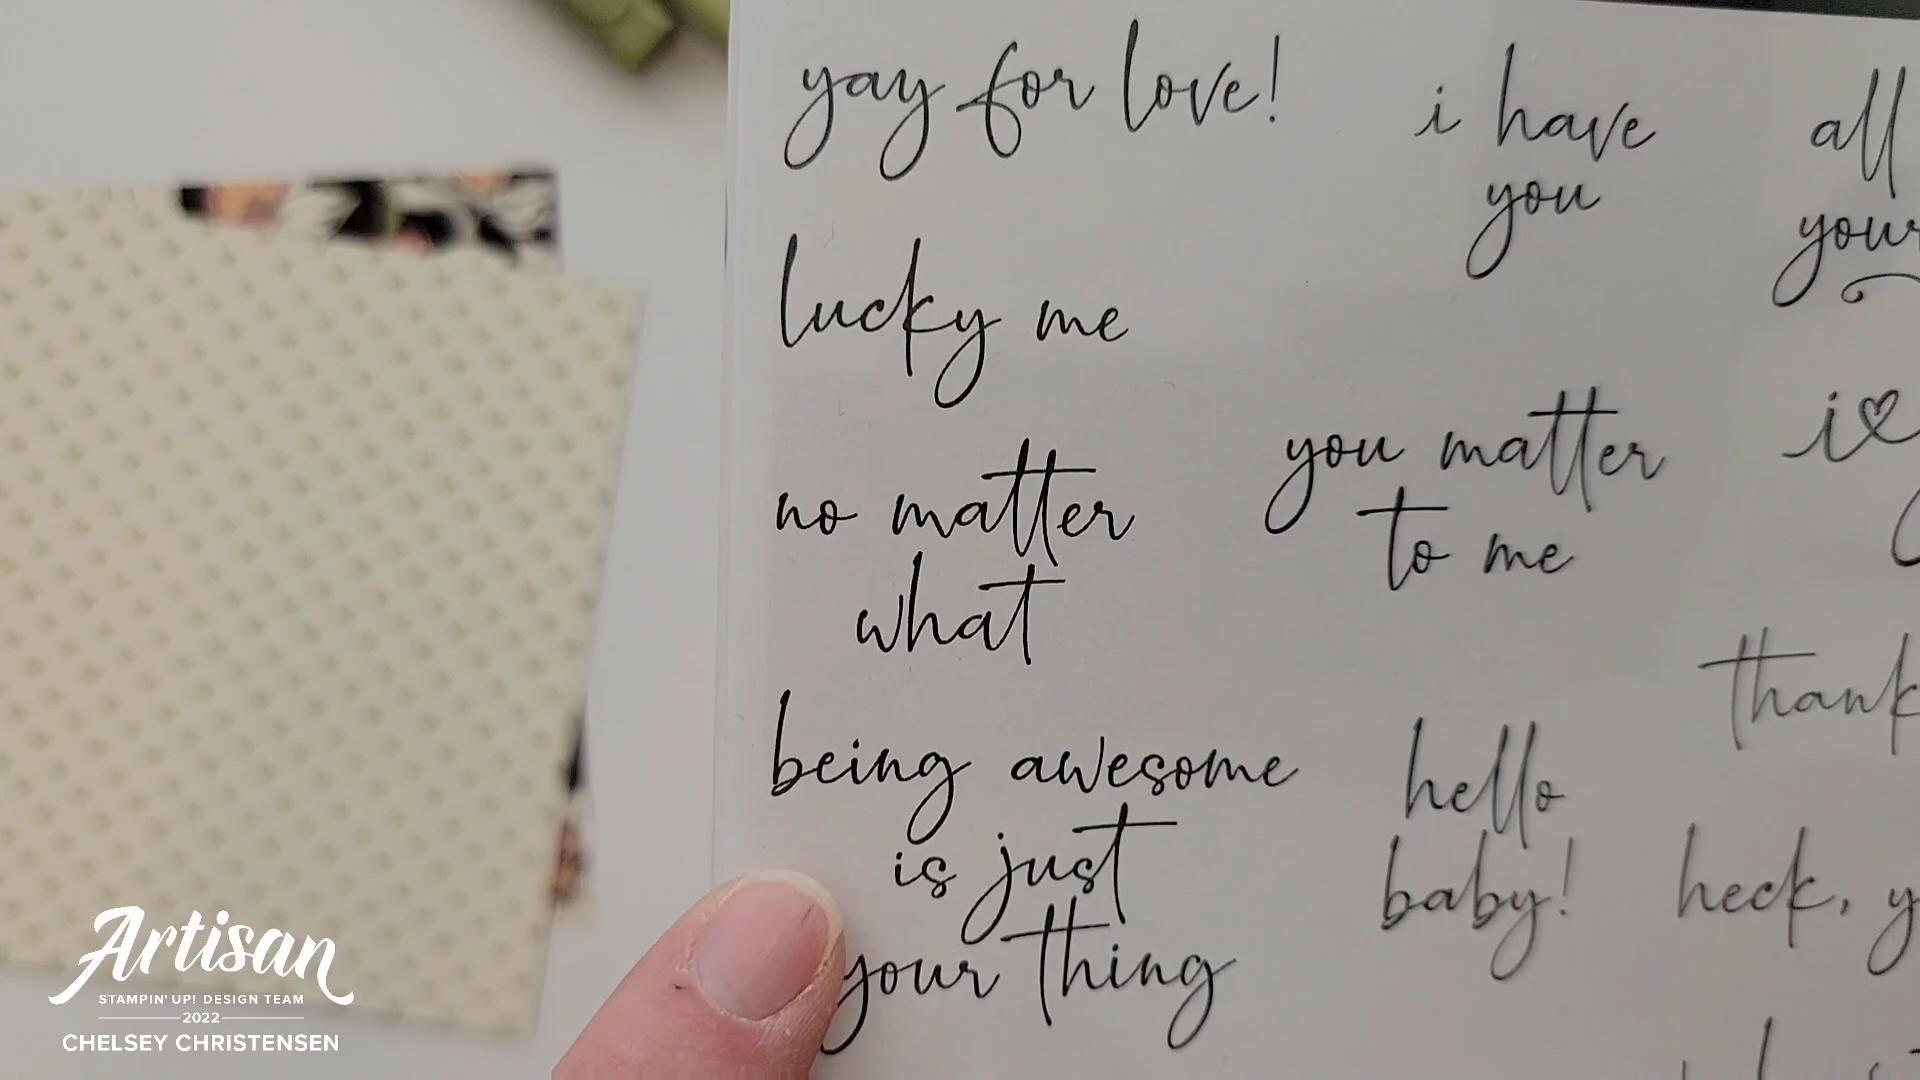 yay for love!
i have
you
all
lucky me
no matter
what
you matter
to me
i
being awesome
is just
your thing
hello
baby!
heck,
Artisan
STAMPIN' UP! DESIGN TEAM
2022
CHELSEY CHRISTENSEN